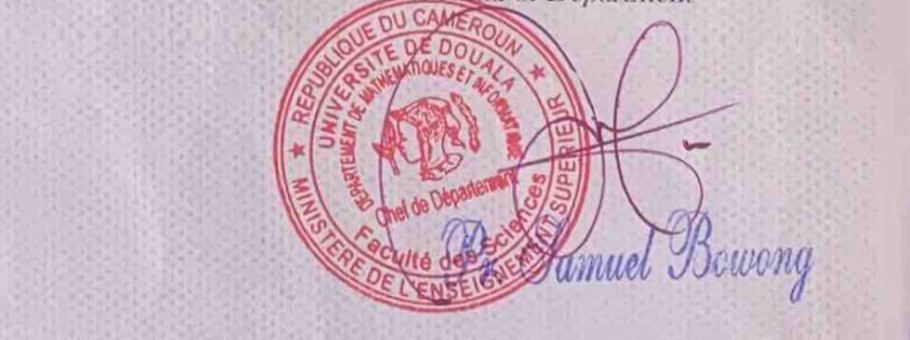 de Département
REPUBLIQUE DU CAMEROUN
UNIVERSITE DE DOUALA
DEPARTEMENT DE MATHEMATIQUES ET INFORMATIQUE
Chef de Département
Faculté des Sciences
MINISTERE DE L'ENSEIGNEMENT SUPERIEUR
Pr. Samuel Bowong